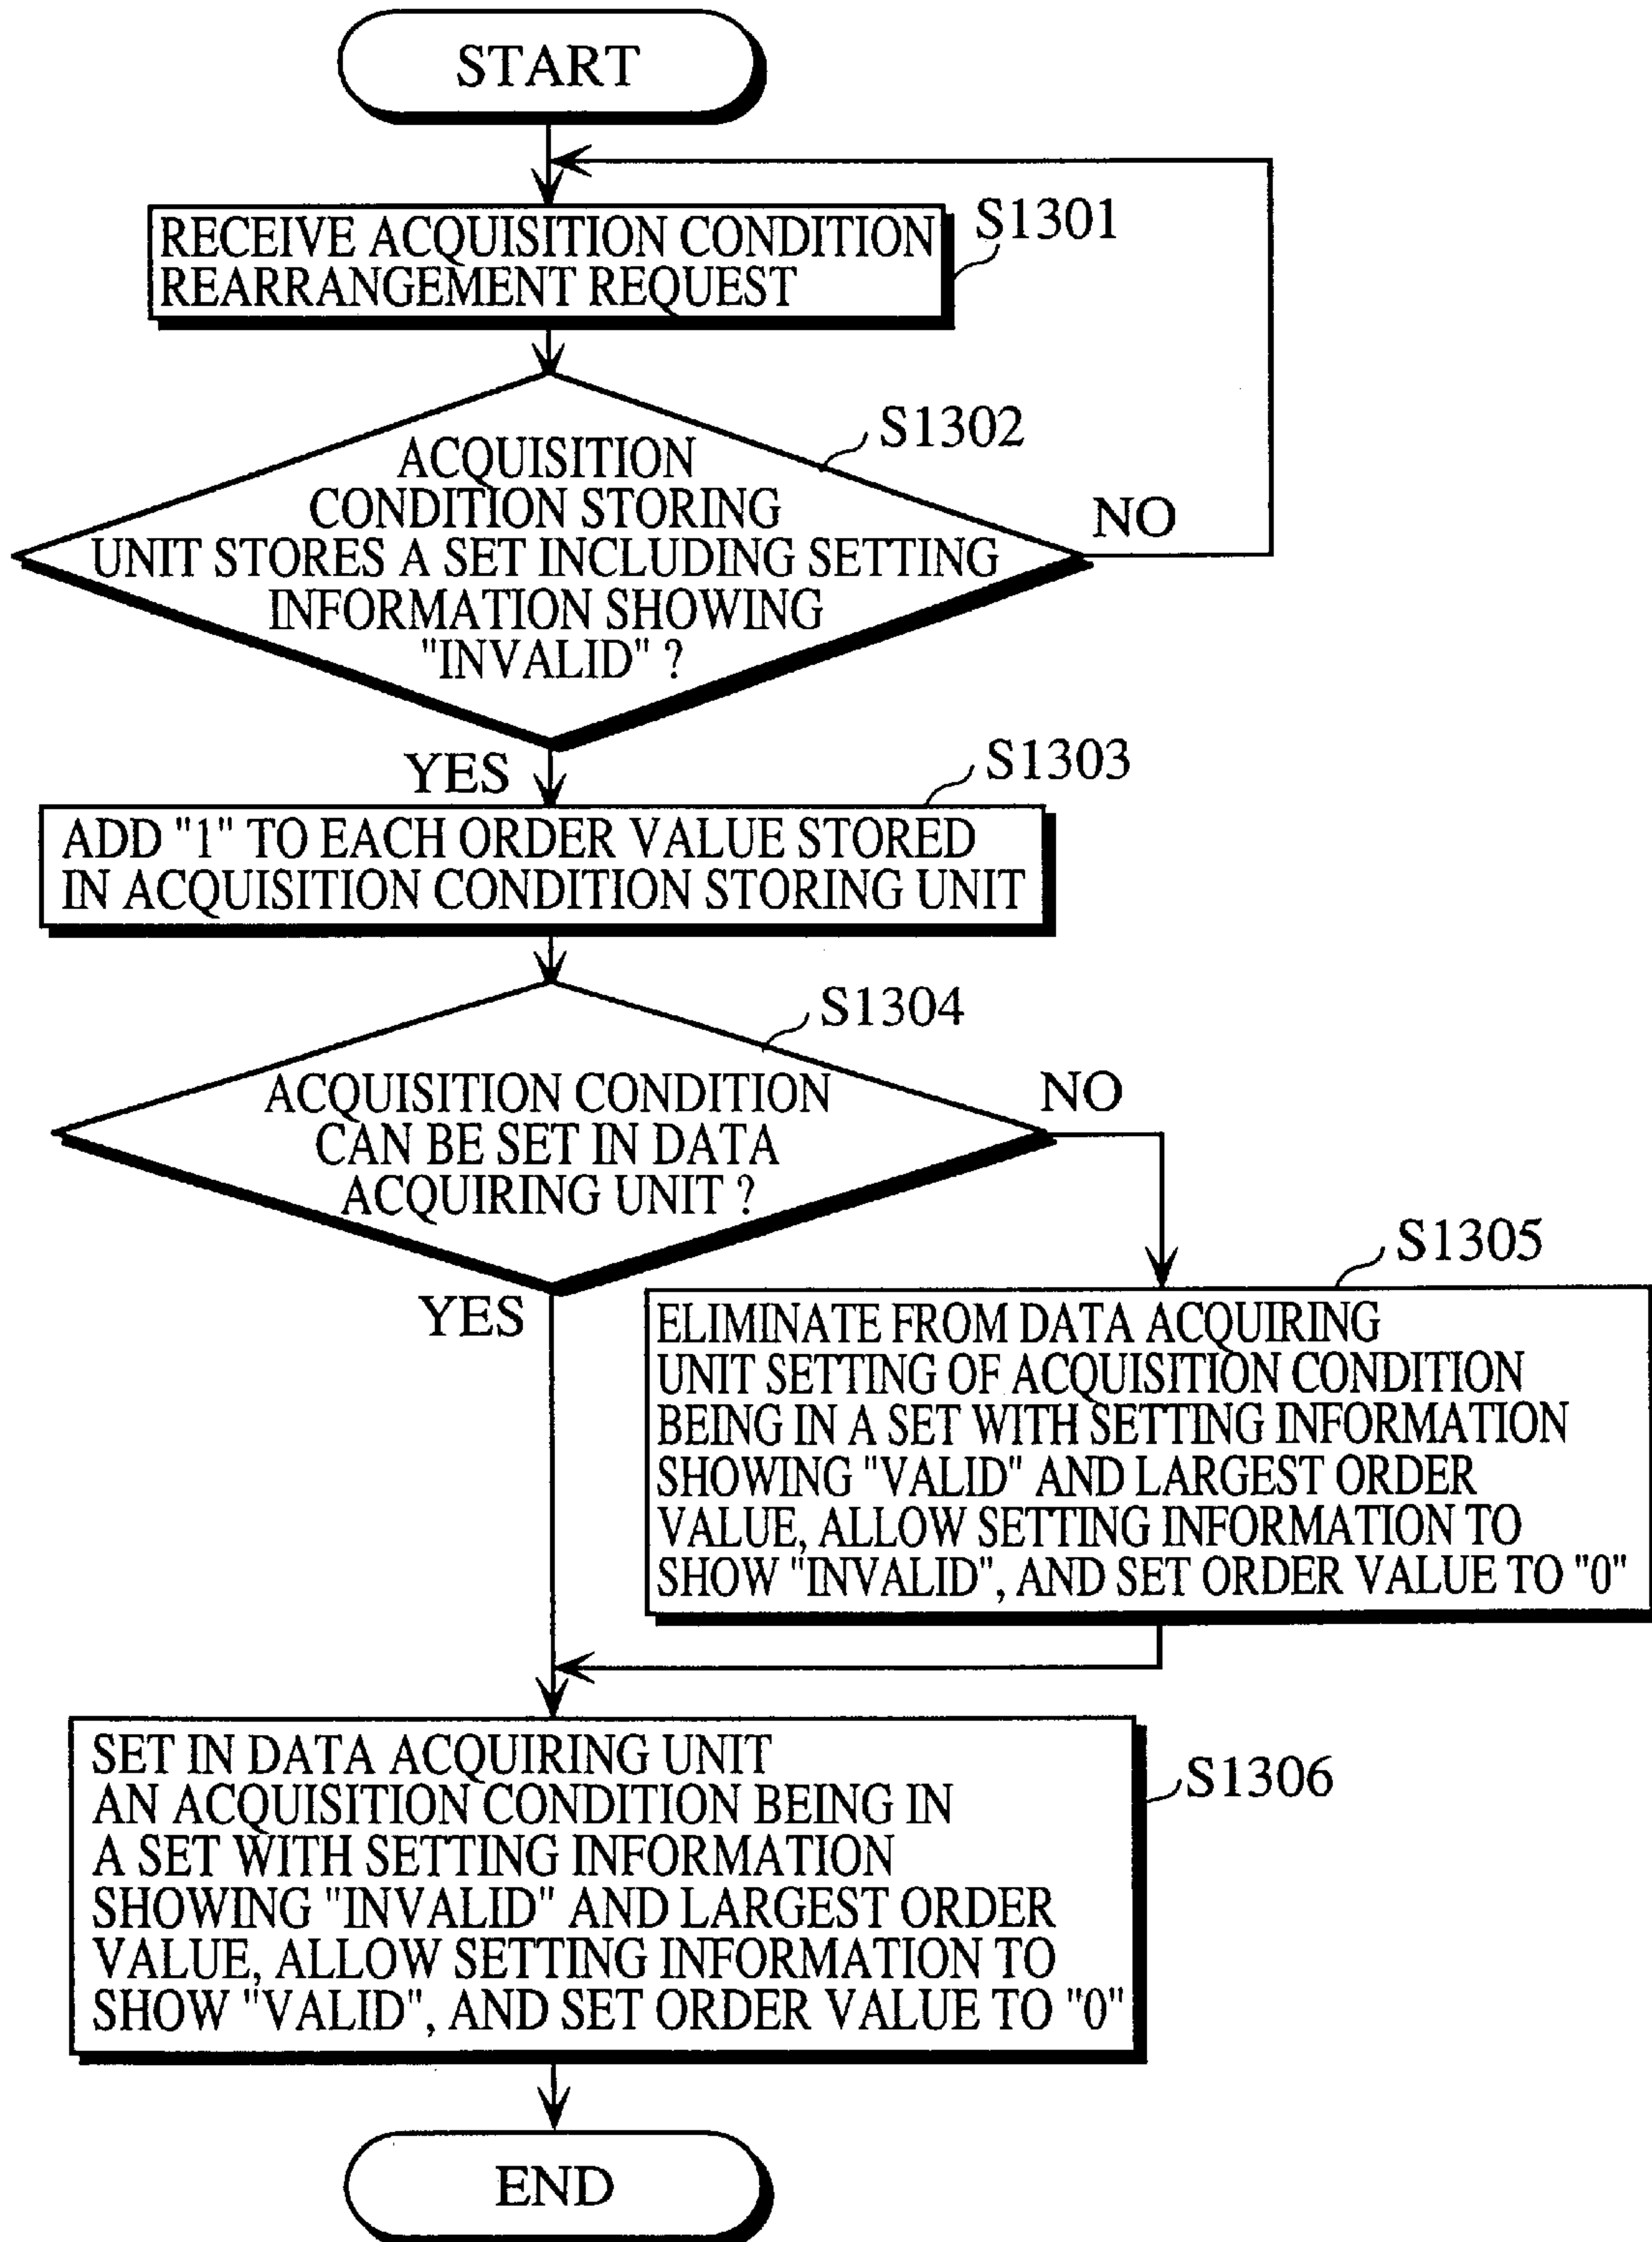 START
RECEIVE ACQUISITION CONDITION
REARRANGEMENT REQUEST
S1301
ACQUISITION
CONDITION STORING
UNIT STORES A SET INCLUDING SETTING
INFORMATION SHOWING
"INVALID" ?
S1302
NO
YES
S1303
ADD "1" TO EACH ORDER VALUE STORED
IN ACQUISITION CONDITION STORING UNIT
S1304
ACQUISITION CONDITION
CAN BE SET IN DATA
ACQUIRING UNIT ?
NO
YES
S1305
ELIMINATE FROM DATA ACQUIRING
UNIT SETTING OF ACQUISITION CONDITION
BEING IN A SET WITH SETTING INFORMATION
SHOWING "VALID" AND LARGEST ORDER
VALUE, ALLOW SETTING INFORMATION TO
SHOW "INVALID", AND SET ORDER VALUE TO "0"
SET IN DATA ACQUIRING UNIT
AN ACQUISITION CONDITION BEING IN
A SET WITH SETTING INFORMATION
SHOWING "INVALID" AND LARGEST ORDER
VALUE, ALLOW SETTING INFORMATION TO
SHOW "VALID", AND SET ORDER VALUE TO "0"
S1306
END